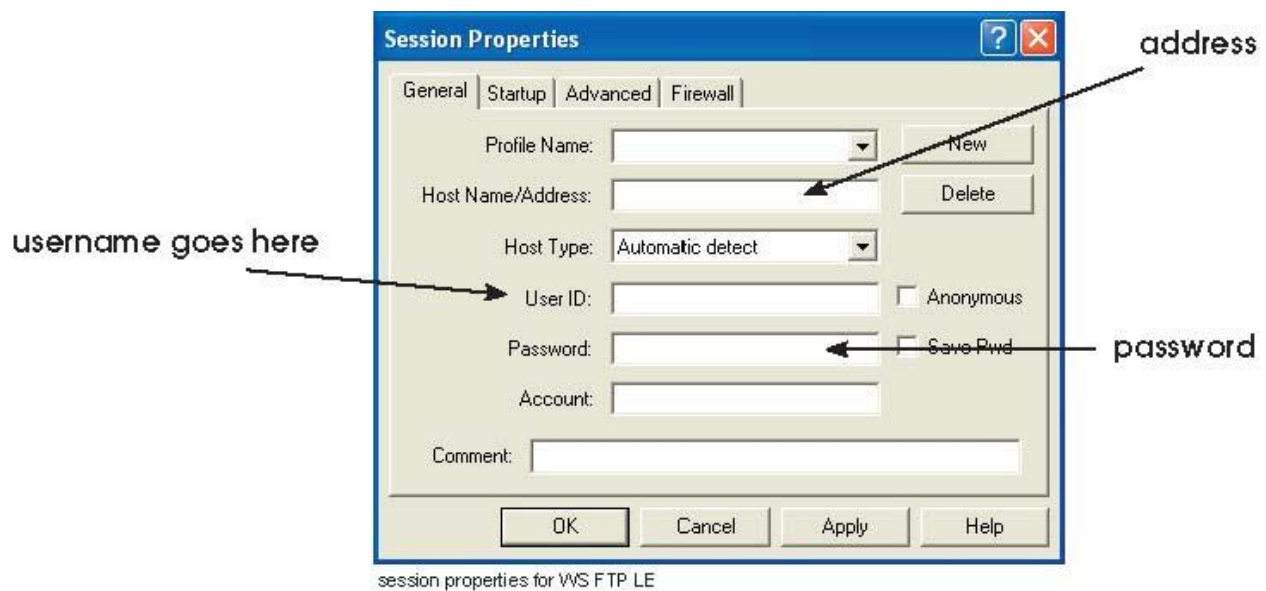 Session Properties
address
General Startup Advanced Firewall
Profile Name: New
Host Name/Address: Delete
username goes here
Host Type: Automatic detect
User ID: Anonymous
Password: Save Pwd
password
Account:
Comment:
OK Cancel Apply Help
session properties for WS FTP LE